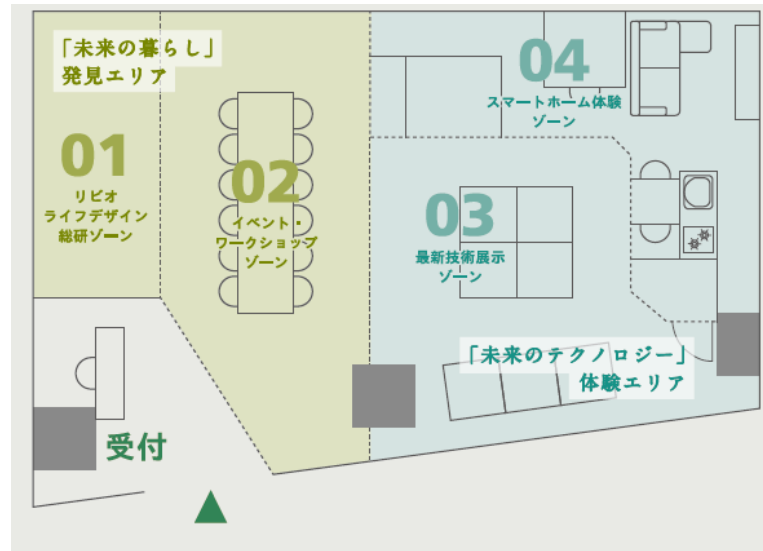 「未来の暮らし」
発見エリア
01
リビオ
ライフデザイン
総研ゾーン
02
イベント・
ワークショップ
ゾーン
03
最新技術展示
ゾーン
04
スマートホーム体験
ゾーン
「未来のテクノロジー」
体験エリア
受付